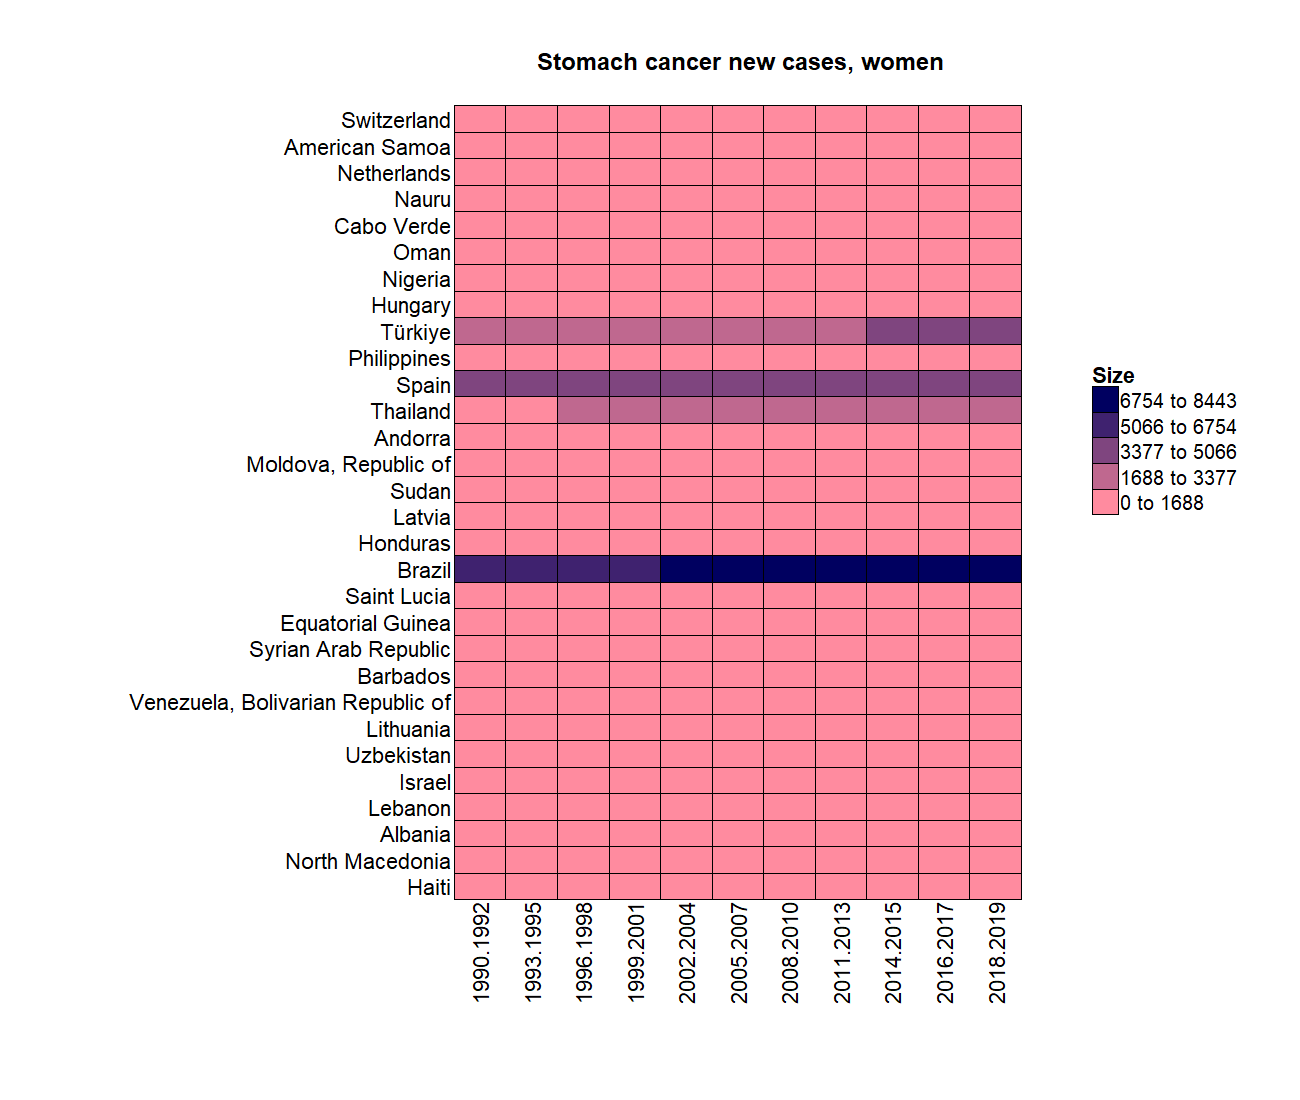 Stomach cancer new cases, women
Switzerland
American Samoa
Netherlands
Nauru
Cabo Verde
Oman
Nigeria
Hungary
Türkiye
Philippines
Spain
Thailand
Andorra
Moldova, Republic of
Sudan
Latvia
Honduras
Brazil
Saint Lucia
Equatorial Guinea
Syrian Arab Republic
Barbados
Venezuela, Bolivarian Republic of
Lithuania
Uzbekistan
Israel
Lebanon
Albania
North Macedonia
Haiti
1990.1992
1993.1995
1996.1998
1999.2001
2002.2004
2005.2007
2008.2010
2011.2013
2014.2015
2016.2017
2018.2019
Size
6754 to 8443
5066 to 6754
3377 to 5066
1688 to 3377
0 to 1688